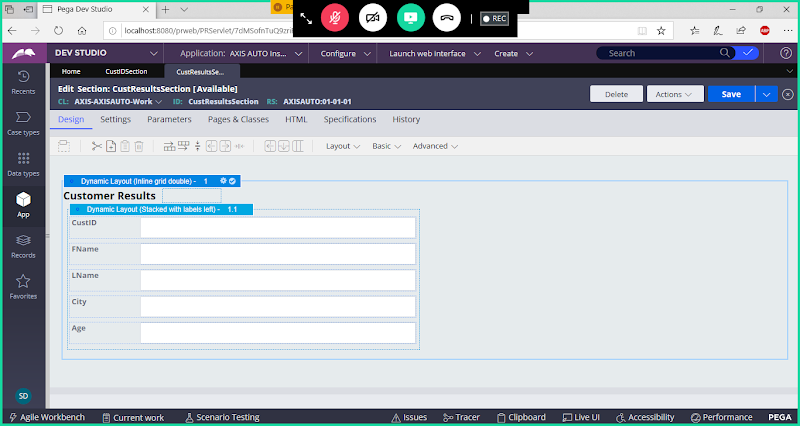 Pega Dev Studio
Pa
localhost:8080/prweb/PRServlet/7dMSofnTuQ9zri
REC
ABP
DEV STUDIO
Application: AXIS AUTO Ins...
Configure
Launch web interface
Create
Search
Home
CustIDSection
CustResultsSe...
Recents
Edit Section: CustResultsSection [Available]
CL: AXIS-AXISAUTO-Work
ID: CustResultsSection
RS: AXISAUTO:01-01-01
Delete
Actions
Save
Case types
Design
Settings
Parameters
Pages & Classes
HTML
Specifications
History
Layout
Basic
Advanced
Data types
Dynamic Layout (Inline grid double) - 1
Customer Results
App
Dynamic Layout (Stacked with labels left) - 1.1
CustID
FName
LName
City
Age
Records
Favorites
SD
Agile Workbench
Current work
Scenario Testing
Issues
Tracer
Clipboard
Live UI
Accessibility
Performance
PEGA